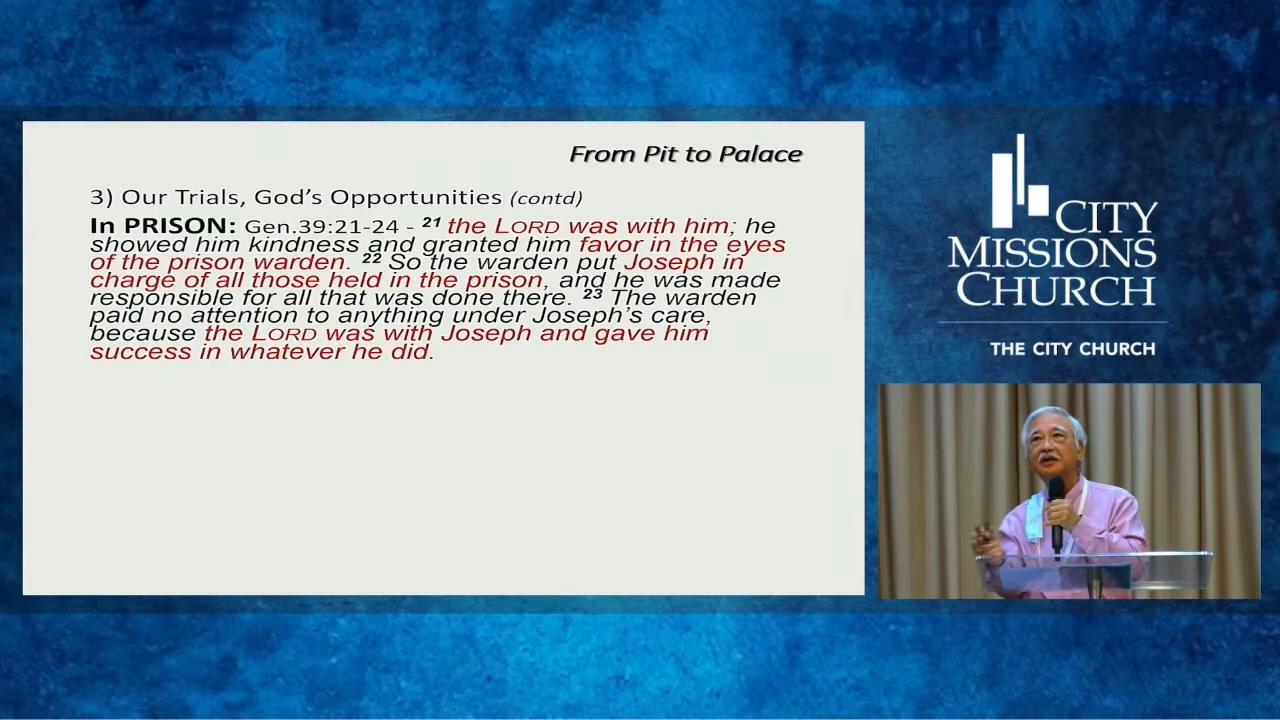 From Pit to Palace
3) Our Trials, God's Opportunities (contd)
In PRISON: Gen.39:21-24 - 21 the LORD was with him; he
showed him kindness and granted him favor in the eyes
of the prison warden. 22 So the warden put Joseph in
charge of all those held in the prison, and he was made
responsible for all that was done there. 23 The warden
paid no attention to anything under Joseph's care,
because the LORD was with Joseph and gave him
success in whatever he did.
CITY
MISSIONS
CHURCH
THE CITY CHURCH